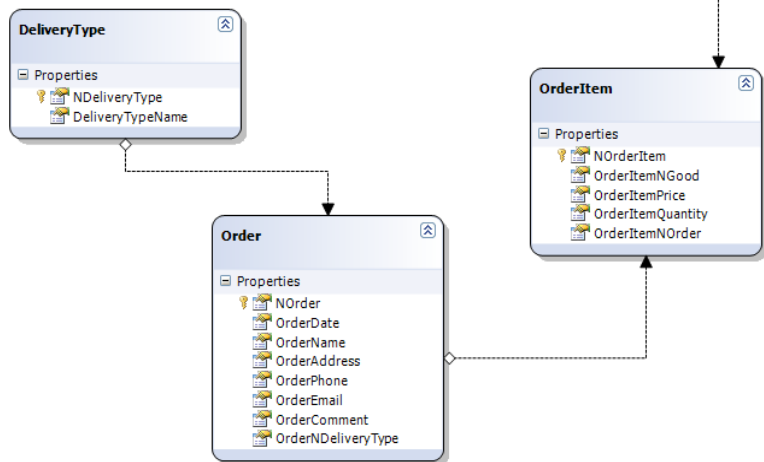 DeliveryType
Properties
NDeliveryType
DeliveryTypeName
OrderItem
Properties
NOrderItem
OrderItemNGood
OrderItemPrice
OrderItemQuantity
OrderItemNOrder
Order
Properties
NOrder
OrderDate
OrderName
OrderAddress
OrderPhone
OrderEmail
OrderComment
OrderNDeliveryType